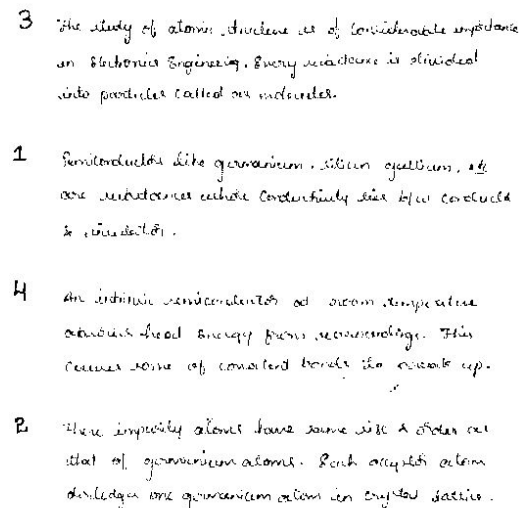 3 The study of atomic structure is of considerable importance
in Electronics Engineering. Every substance is divided
into particles called as molecules.
1 Semiconductors like germanium, silicon gallium, etc
are substances whose conductivity lies b/w conductors
& insulators.
4 An intrinsic semiconductor at room temperature
absorbs heat energy from surroundings. This
causes some of covalent bonds to break up.
2 These impurity atoms have same size & order as
that of germanium atoms. Each acceptor atom
dislodges one germanium atom in crystal lattice.